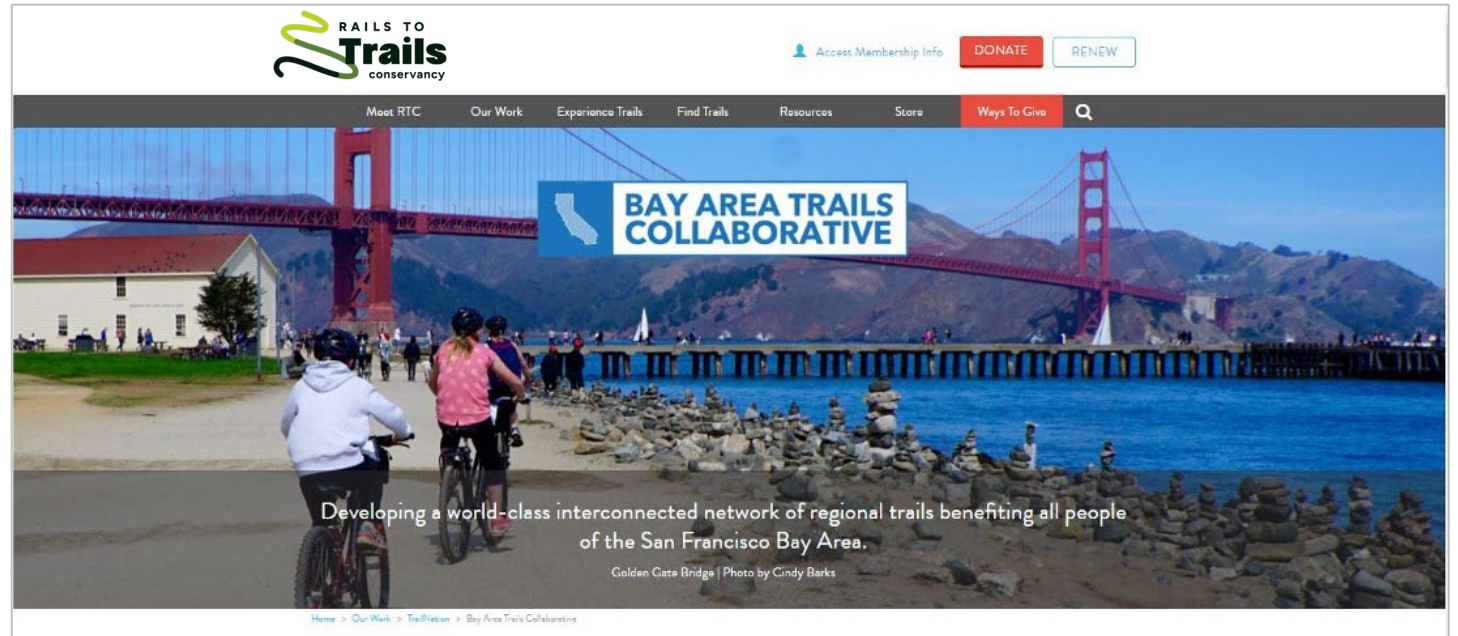 RAILS TO
Trails
conservancy
Access Membership Info DONATE RENEW
Meet RTC Our Work Experience Trails Find Trails Resources Store Ways To Give
BAY AREA TRAILS
COLLABORATIVE
Developing a world-class interconnected network of regional trails benefiting all people
of the San Francisco Bay Area.
Golden Gate Bridge | Photo by Cindy Barks
Home > Our Work > TrailNation > Bay Area Trails Collaborative